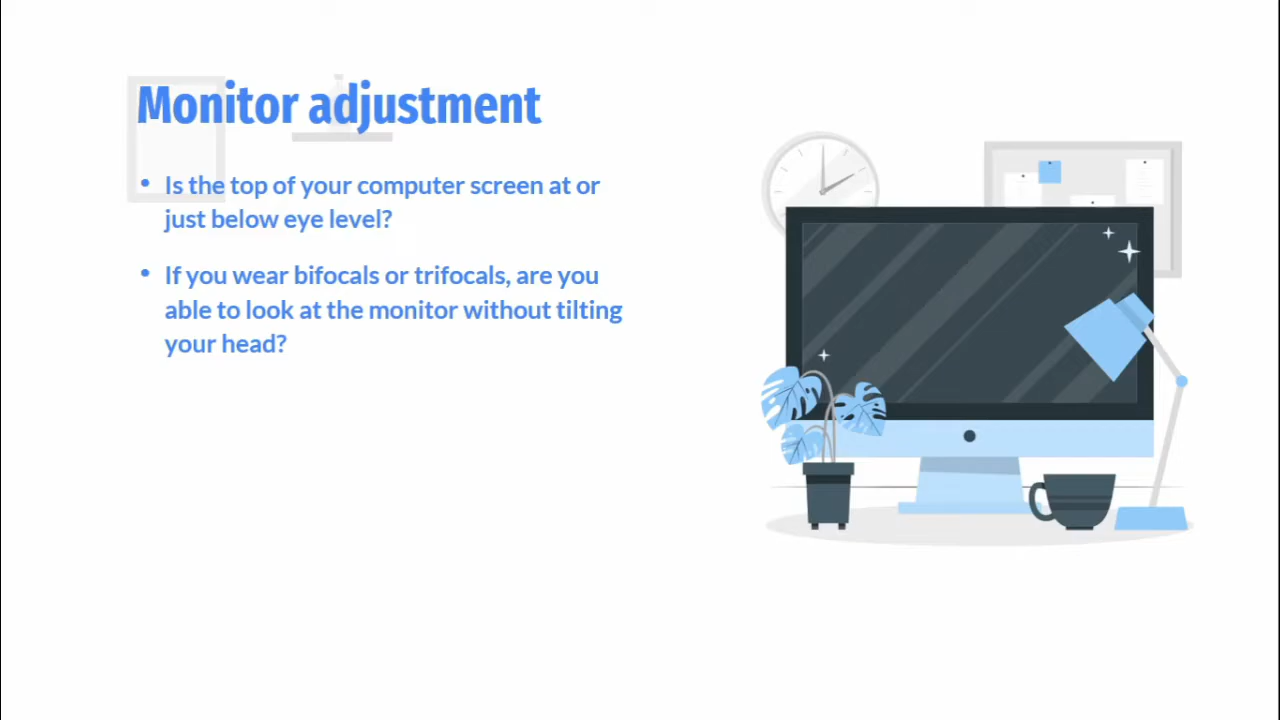 Monitor adjustment
• Is the top of your computer screen at or
just below eye level?
• If you wear bifocals or trifocals, are you
able to look at the monitor without tilting
your head?